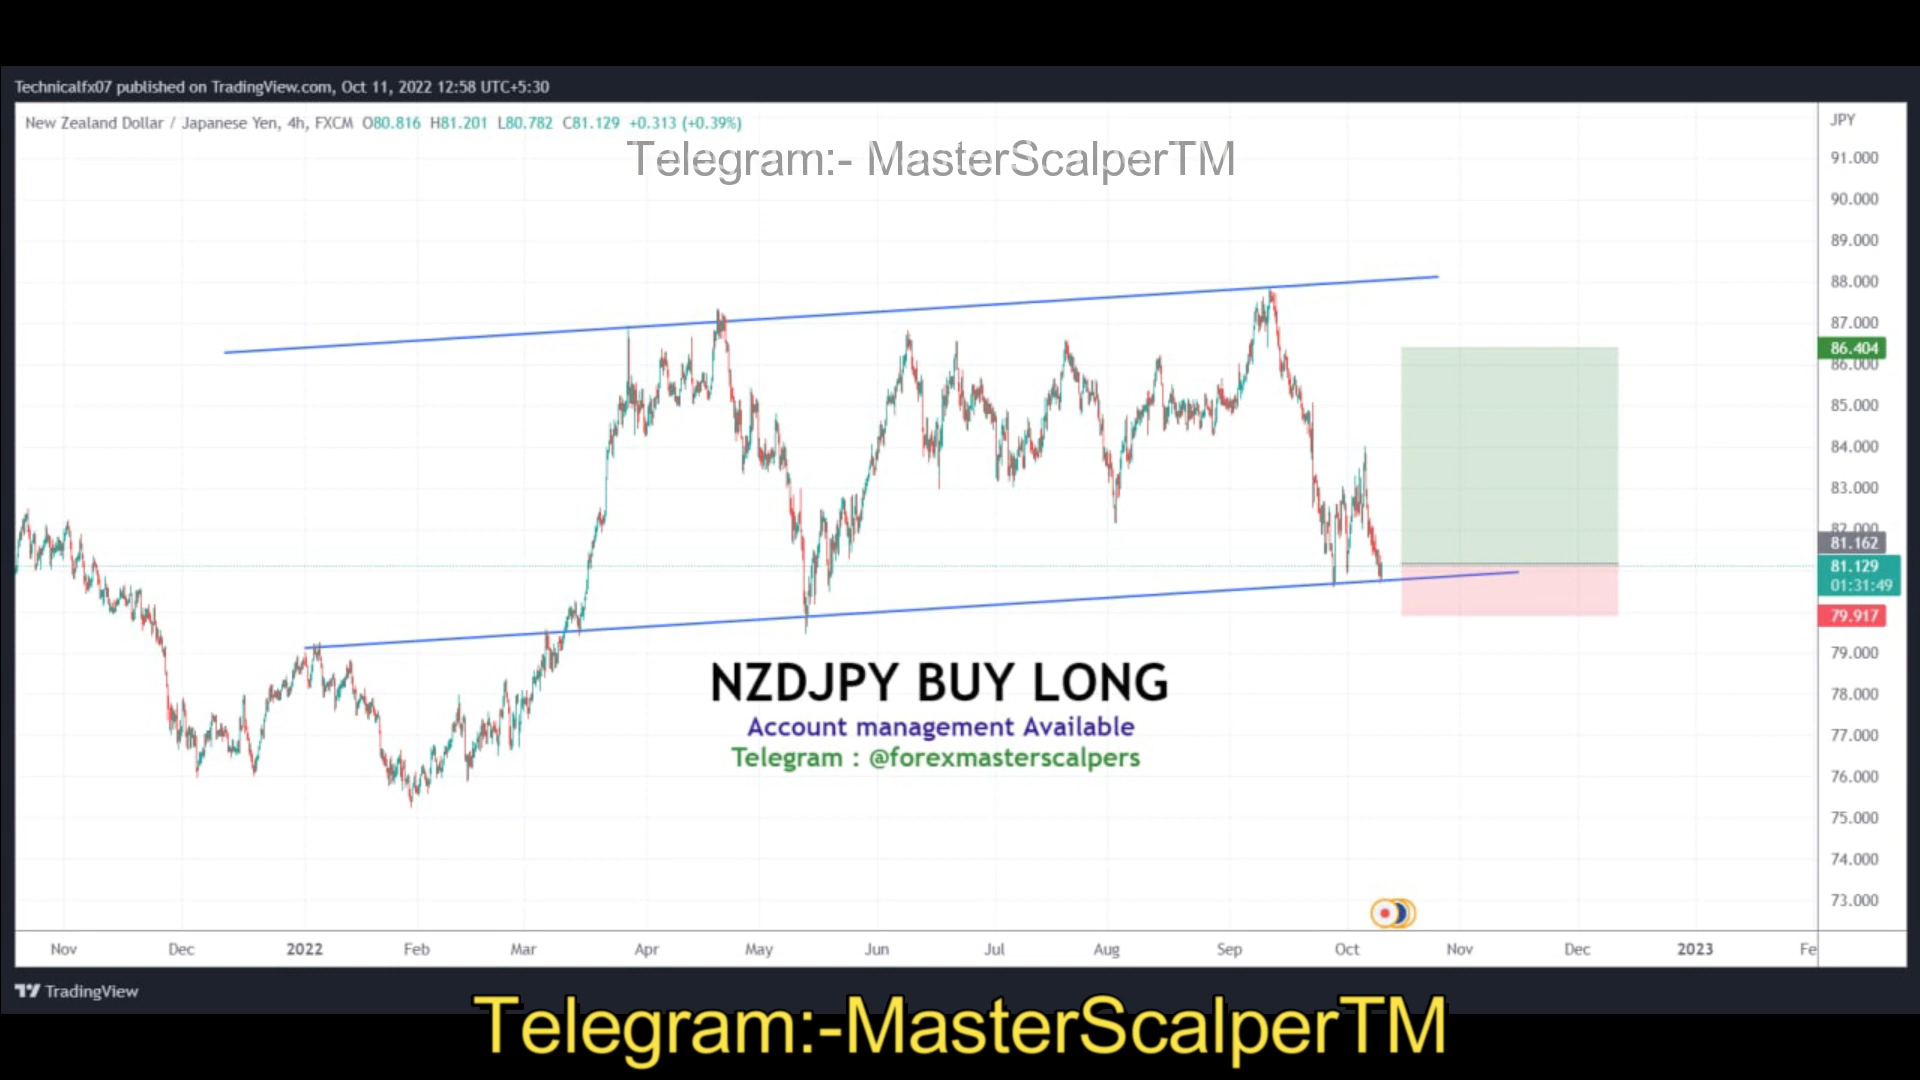 Technicalfx07 published on TradingView.com, Oct 11, 2022 12:58 UTC+5:30
New Zealand Dollar / Japanese Yen, 4h, FXCM O80.816 H81.201 L80.782 C81.129 +0.313 (+0.39%)
JPY
Telegram:- MasterScalperTM
91.000
90.000
89.000
88.000
87.000
86.404
86.000
85.000
84.000
83.000
82.000
81.162
81.129
01:31:49
79.917
79.000
78.000
77.000
76.000
75.000
74.000
73.000
NZDJPY BUY LONG
Account management Available
Telegram : @forexmasterscalpers
Nov Dec 2022 Feb Mar Apr May Jun Jul Aug Sep Oct Nov Dec 2023 Fe
TradingView
Telegram:-MasterScalperTM